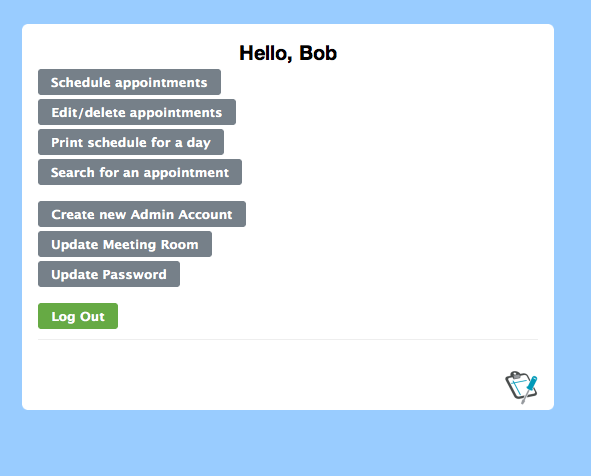 Hello, Bob
Schedule appointments
Edit/delete appointments
Print schedule for a day
Search for an appointment
Create new Admin Account
Update Meeting Room
Update Password
Log Out